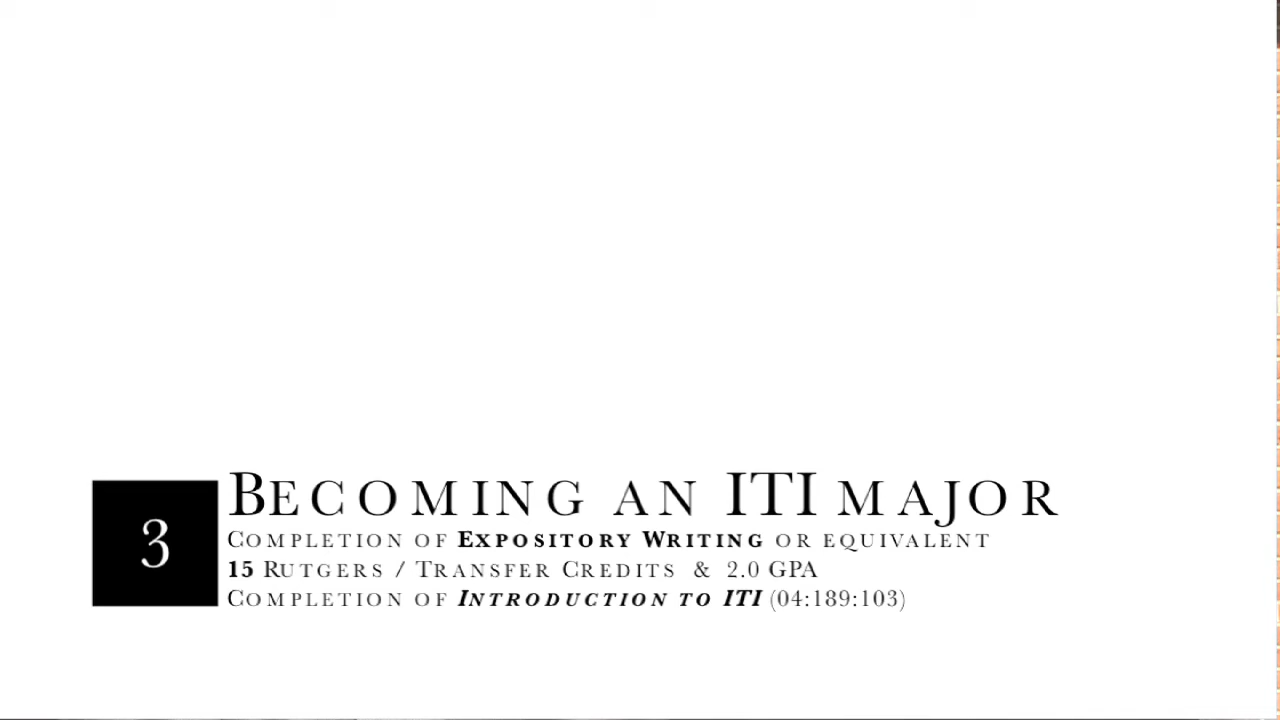 3
Becoming an ITI major
Completion of Expository Writing or equivalent
15 Rutgers / Transfer Credits & 2.0 GPA
Completion of Introduction to ITI (04:189:103)